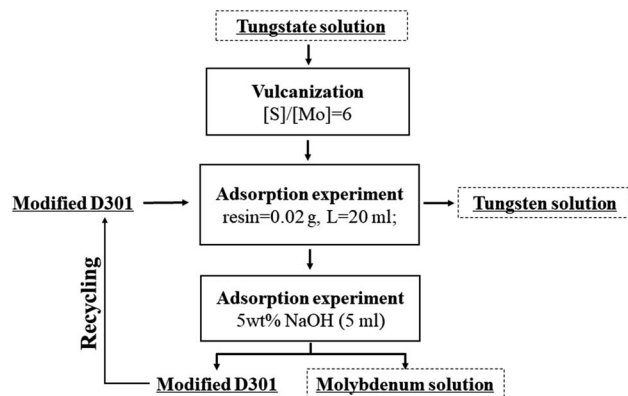 Tungstate solution
Vulcanization
[S]/[Mo]=6
Adsorption experiment
resin=0.02 g, L=20 ml;
Modified D301
Tungsten solution
Adsorption experiment
5wt% NaOH (5 ml)
Recycling
Modified D301
Molybdenum solution